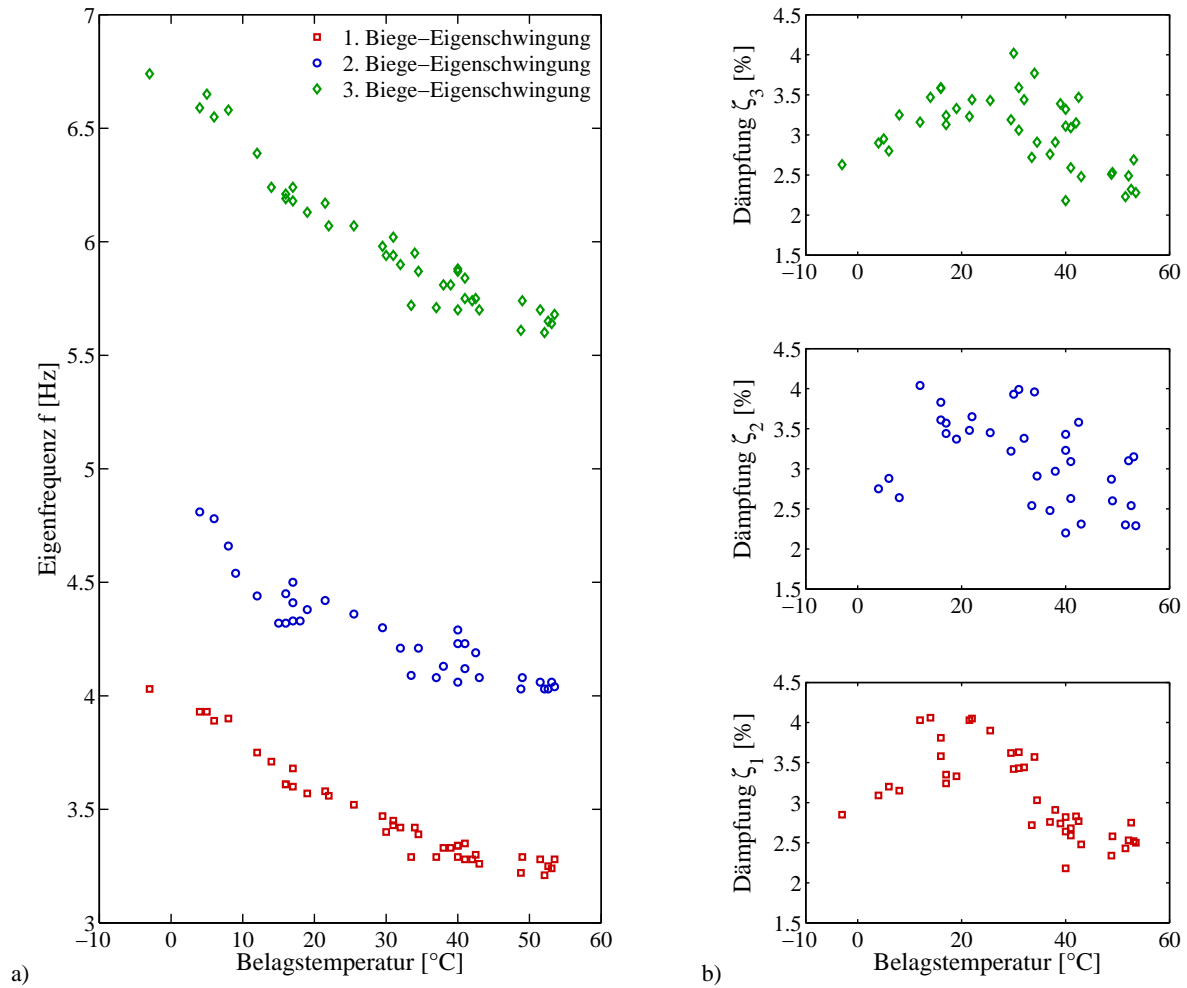 7
6.5
6
5.5
5
4.5
4
3.5
3
−10 0 10 20 30 40 50 60
Eigenfrequenz f [Hz]
Belagstemperatur [°C]
1. Biege−Eigenschwingung
2. Biege−Eigenschwingung
3. Biege−Eigenschwingung
a)
4.5
4
3.5
3
2.5
2
1.5
−10 0 20 40 60
Dämpfung ζ3 [%]
4.5
4
3.5
3
2.5
2
1.5
−10 0 20 40 60
Dämpfung ζ2 [%]
4.5
4
3.5
3
2.5
2
1.5
−10 0 20 40 60
Dämpfung ζ1 [%]
Belagstemperatur [°C]
b)